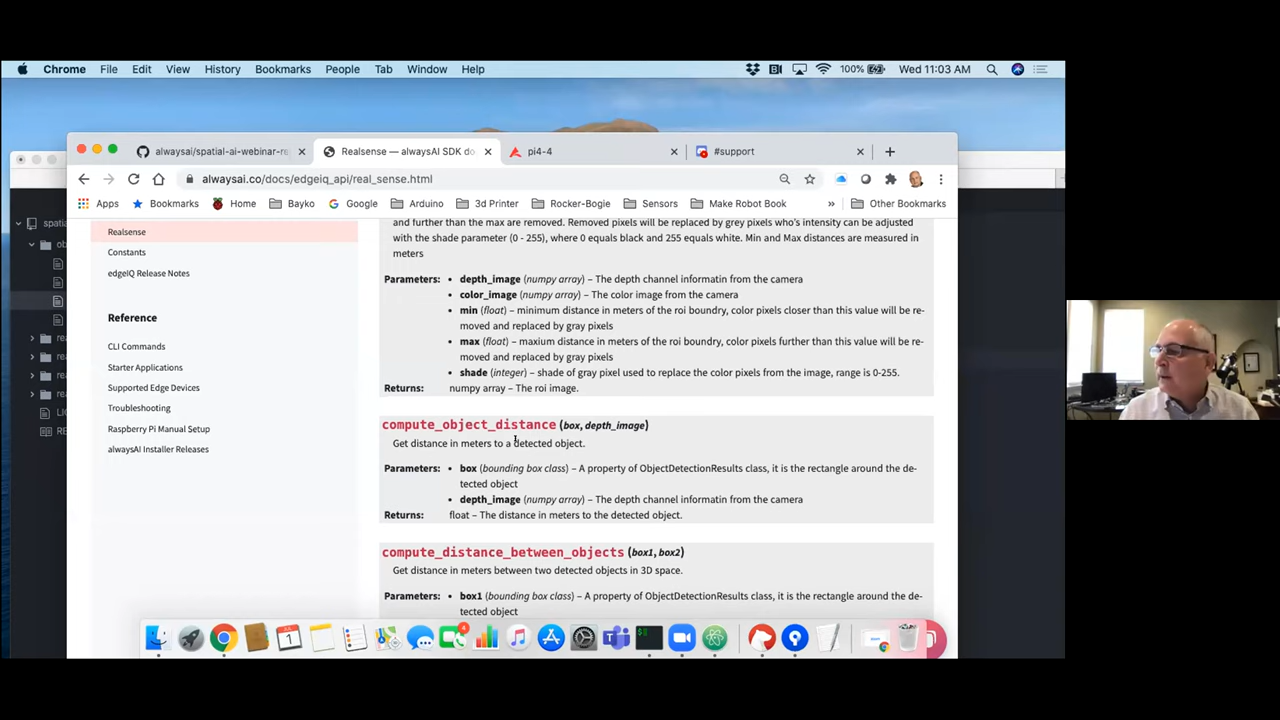 Chrome File Edit View History Bookmarks People Tab Window Help 100% Wed 11:03 AM
alwaysai/spatial-ai-webinar-re Realsense — alwaysAI SDK do pi4-4 #support
alwaysai.co/docs/edgeiq_api/real_sense.html
Apps Bookmarks Home Bayko Google Arduino 3d Printer Rocker-Bogie Sensors Make Robot Book » Other Bookmarks
spatia
ob
rea
rea
rea
rea
LIC
RE
Realsense
Constants
edgeIQ Release Notes
Reference
CLI Commands
Starter Applications
Supported Edge Devices
Troubleshooting
Raspberry Pi Manual Setup
alwaysAI Installer Releases
and further than the max are removed. Removed pixels will be replaced by grey pixels who's intensity can be adjusted
with the shade parameter (0 - 255), where 0 equals black and 255 equals white. Min and Max distances are measured in
meters
Parameters: • depth_image (numpy array) – The depth channel informatin from the camera
• color_image (numpy array) – The color image from the camera
• min (float) – minimum distance in meters of the roi boundry, color pixels closer than this value will be re-
moved and replaced by gray pixels
• max (float) – maxium distance in meters of the roi boundry, color pixels further than this value will be re-
moved and replaced by gray pixels
• shade (integer) – shade of gray pixel used to replace the color pixels from the image, range is 0-255.
Returns: numpy array – The roi image.
compute_object_distance (box, depth_image)
Get distance in meters to a detected object.
Parameters: • box (bounding box class) – A property of ObjectDetectionResults class, it is the rectangle around the de-
tected object
• depth_image (numpy array) – The depth channel informatin from the camera
Returns: float – The distance in meters to the detected object.
compute_distance_between_objects (box1, box2)
Get distance in meters between two detected objects in 3D space.
Parameters: • box1 (bounding box class) – A property of ObjectDetectionResults class, it is the rectangle around the de-
tected object